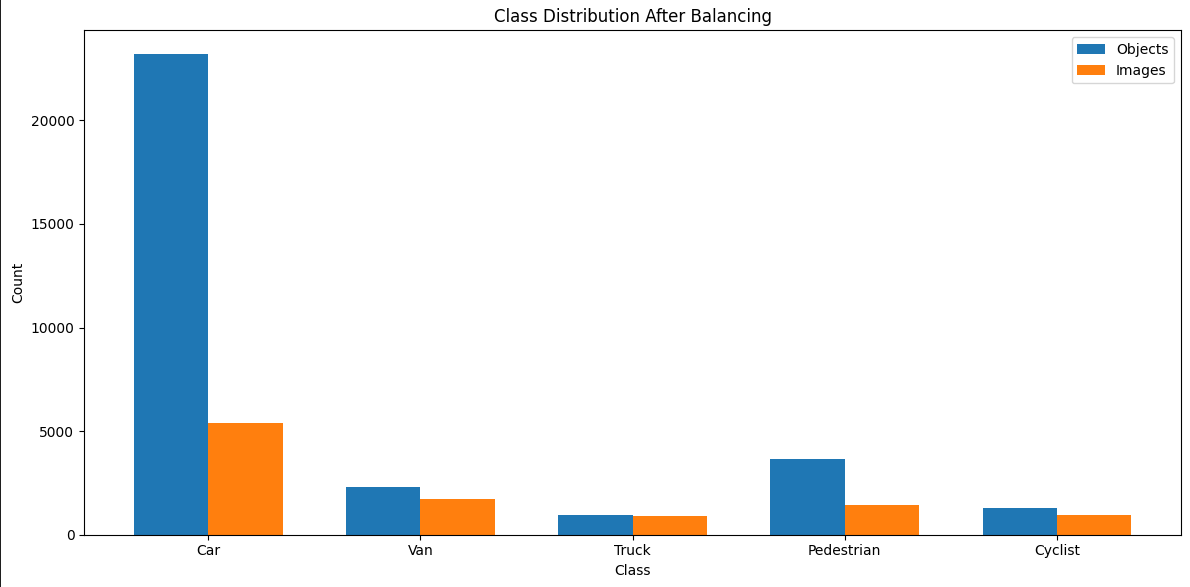 Class Distribution After Balancing
Objects
Images
20000
15000
10000
5000
0
Count
Car Van Truck Pedestrian Cyclist
Class